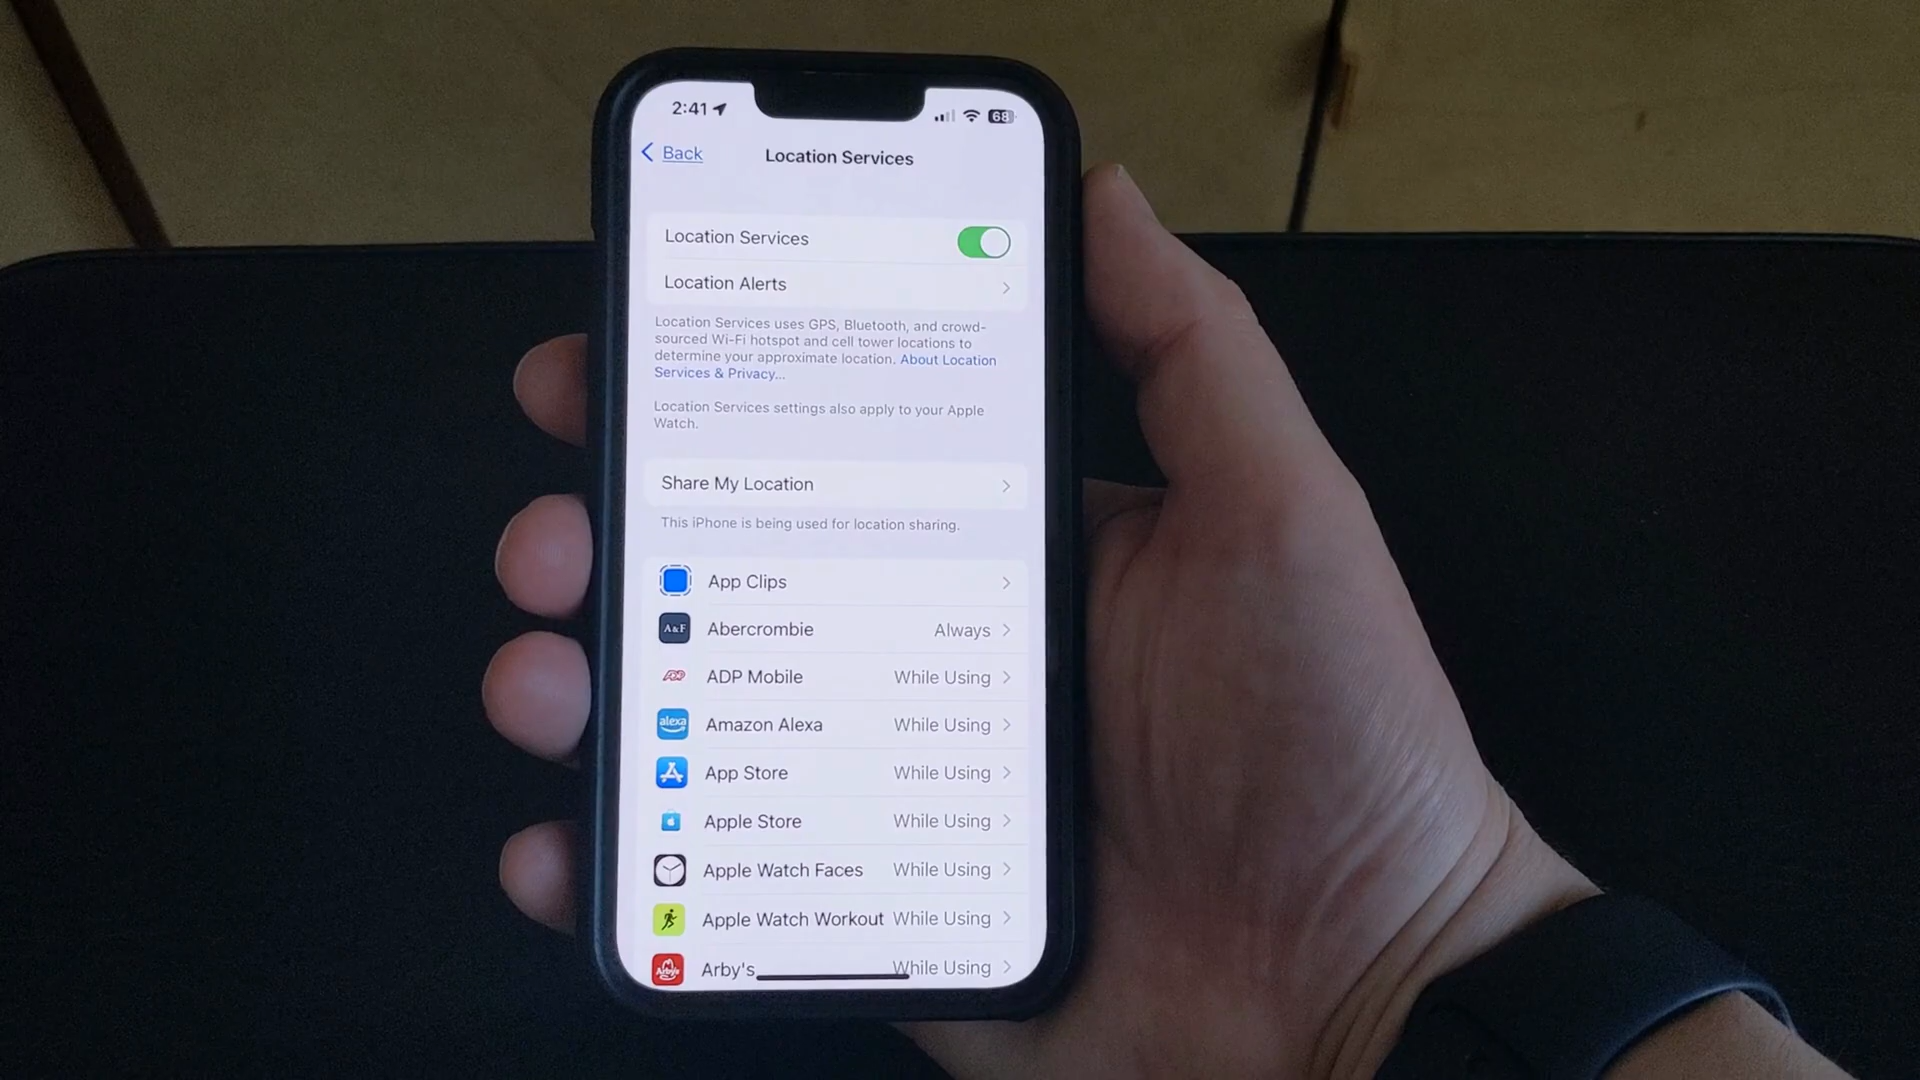 2:41
68
Back
Location Services
Location Services
Location Alerts
Location Services uses GPS, Bluetooth, and crowd-
sourced Wi-Fi hotspot and cell tower locations to
determine your approximate location. About Location
Services & Privacy...
Location Services settings also apply to your Apple
Watch.
Share My Location
This iPhone is being used for location sharing.
App Clips
A&F Abercrombie Always
ADP ADP Mobile While Using
alexa Amazon Alexa While Using
App Store While Using
Apple Store While Using
Apple Watch Faces While Using
Apple Watch Workout While Using
Arby's Arby's While Using